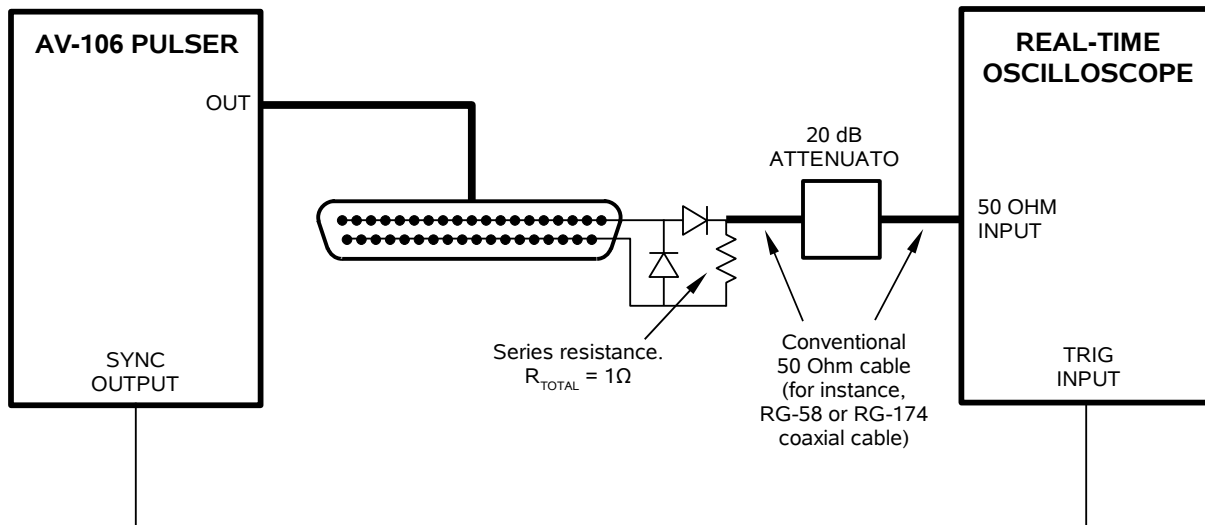 AV-106 PULSER
OUT
SYNC
OUTPUT
Series resistance.
R_TOTAL = 1Ω
20 dB
ATTENUATO
Conventional
50 Ohm cable
(for instance,
RG-58 or RG-174
coaxial cable)
REAL-TIME
OSCILLOSCOPE
50 OHM
INPUT
TRIG
INPUT